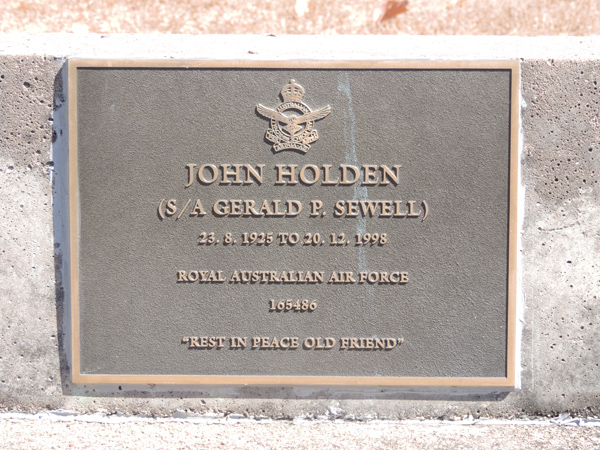 AUSTRALIAN
JOHN HOLDEN
(S/A GERALD P. SEWELL)
23. 8. 1925 TO 20. 12. 1998
ROYAL AUSTRALIAN AIR FORCE
165486
"REST IN PEACE OLD FRIEND"